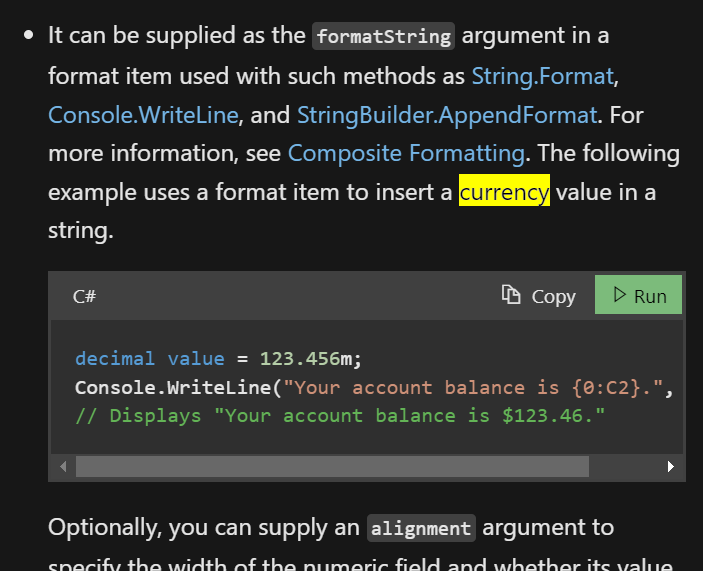 It can be supplied as the formatString argument in a
format item used with such methods as String.Format,
Console.WriteLine, and StringBuilder.AppendFormat. For
more information, see Composite Formatting. The following
example uses a format item to insert a currency value in a
string.
C# Copy Run
decimal value = 123.456m;
Console.WriteLine("Your account balance is {0:C2}.",
// Displays "Your account balance is $123.46."
Optionally, you can supply an alignment argument to
specify the width of the numeric field and whether its value